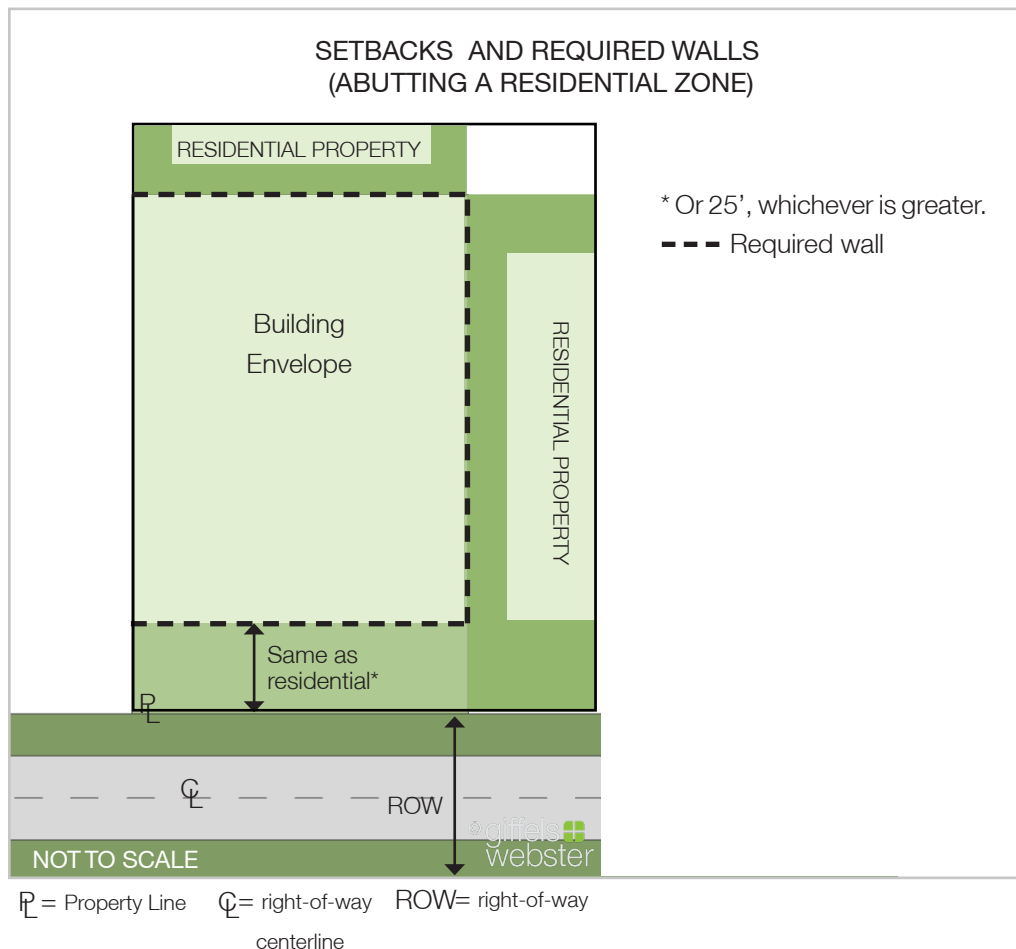 SETBACKS AND REQUIRED WALLS
(ABUTTING A RESIDENTIAL ZONE)
RESIDENTIAL PROPERTY
* Or 25’, whichever is greater.
Required wall
Building
Envelope
RESIDENTIAL PROPERTY
Same as
residential*
PL
CL
ROW
© giffels
webster
NOT TO SCALE
PL = Property Line CL = right-of-way ROW= right-of-way
centerline